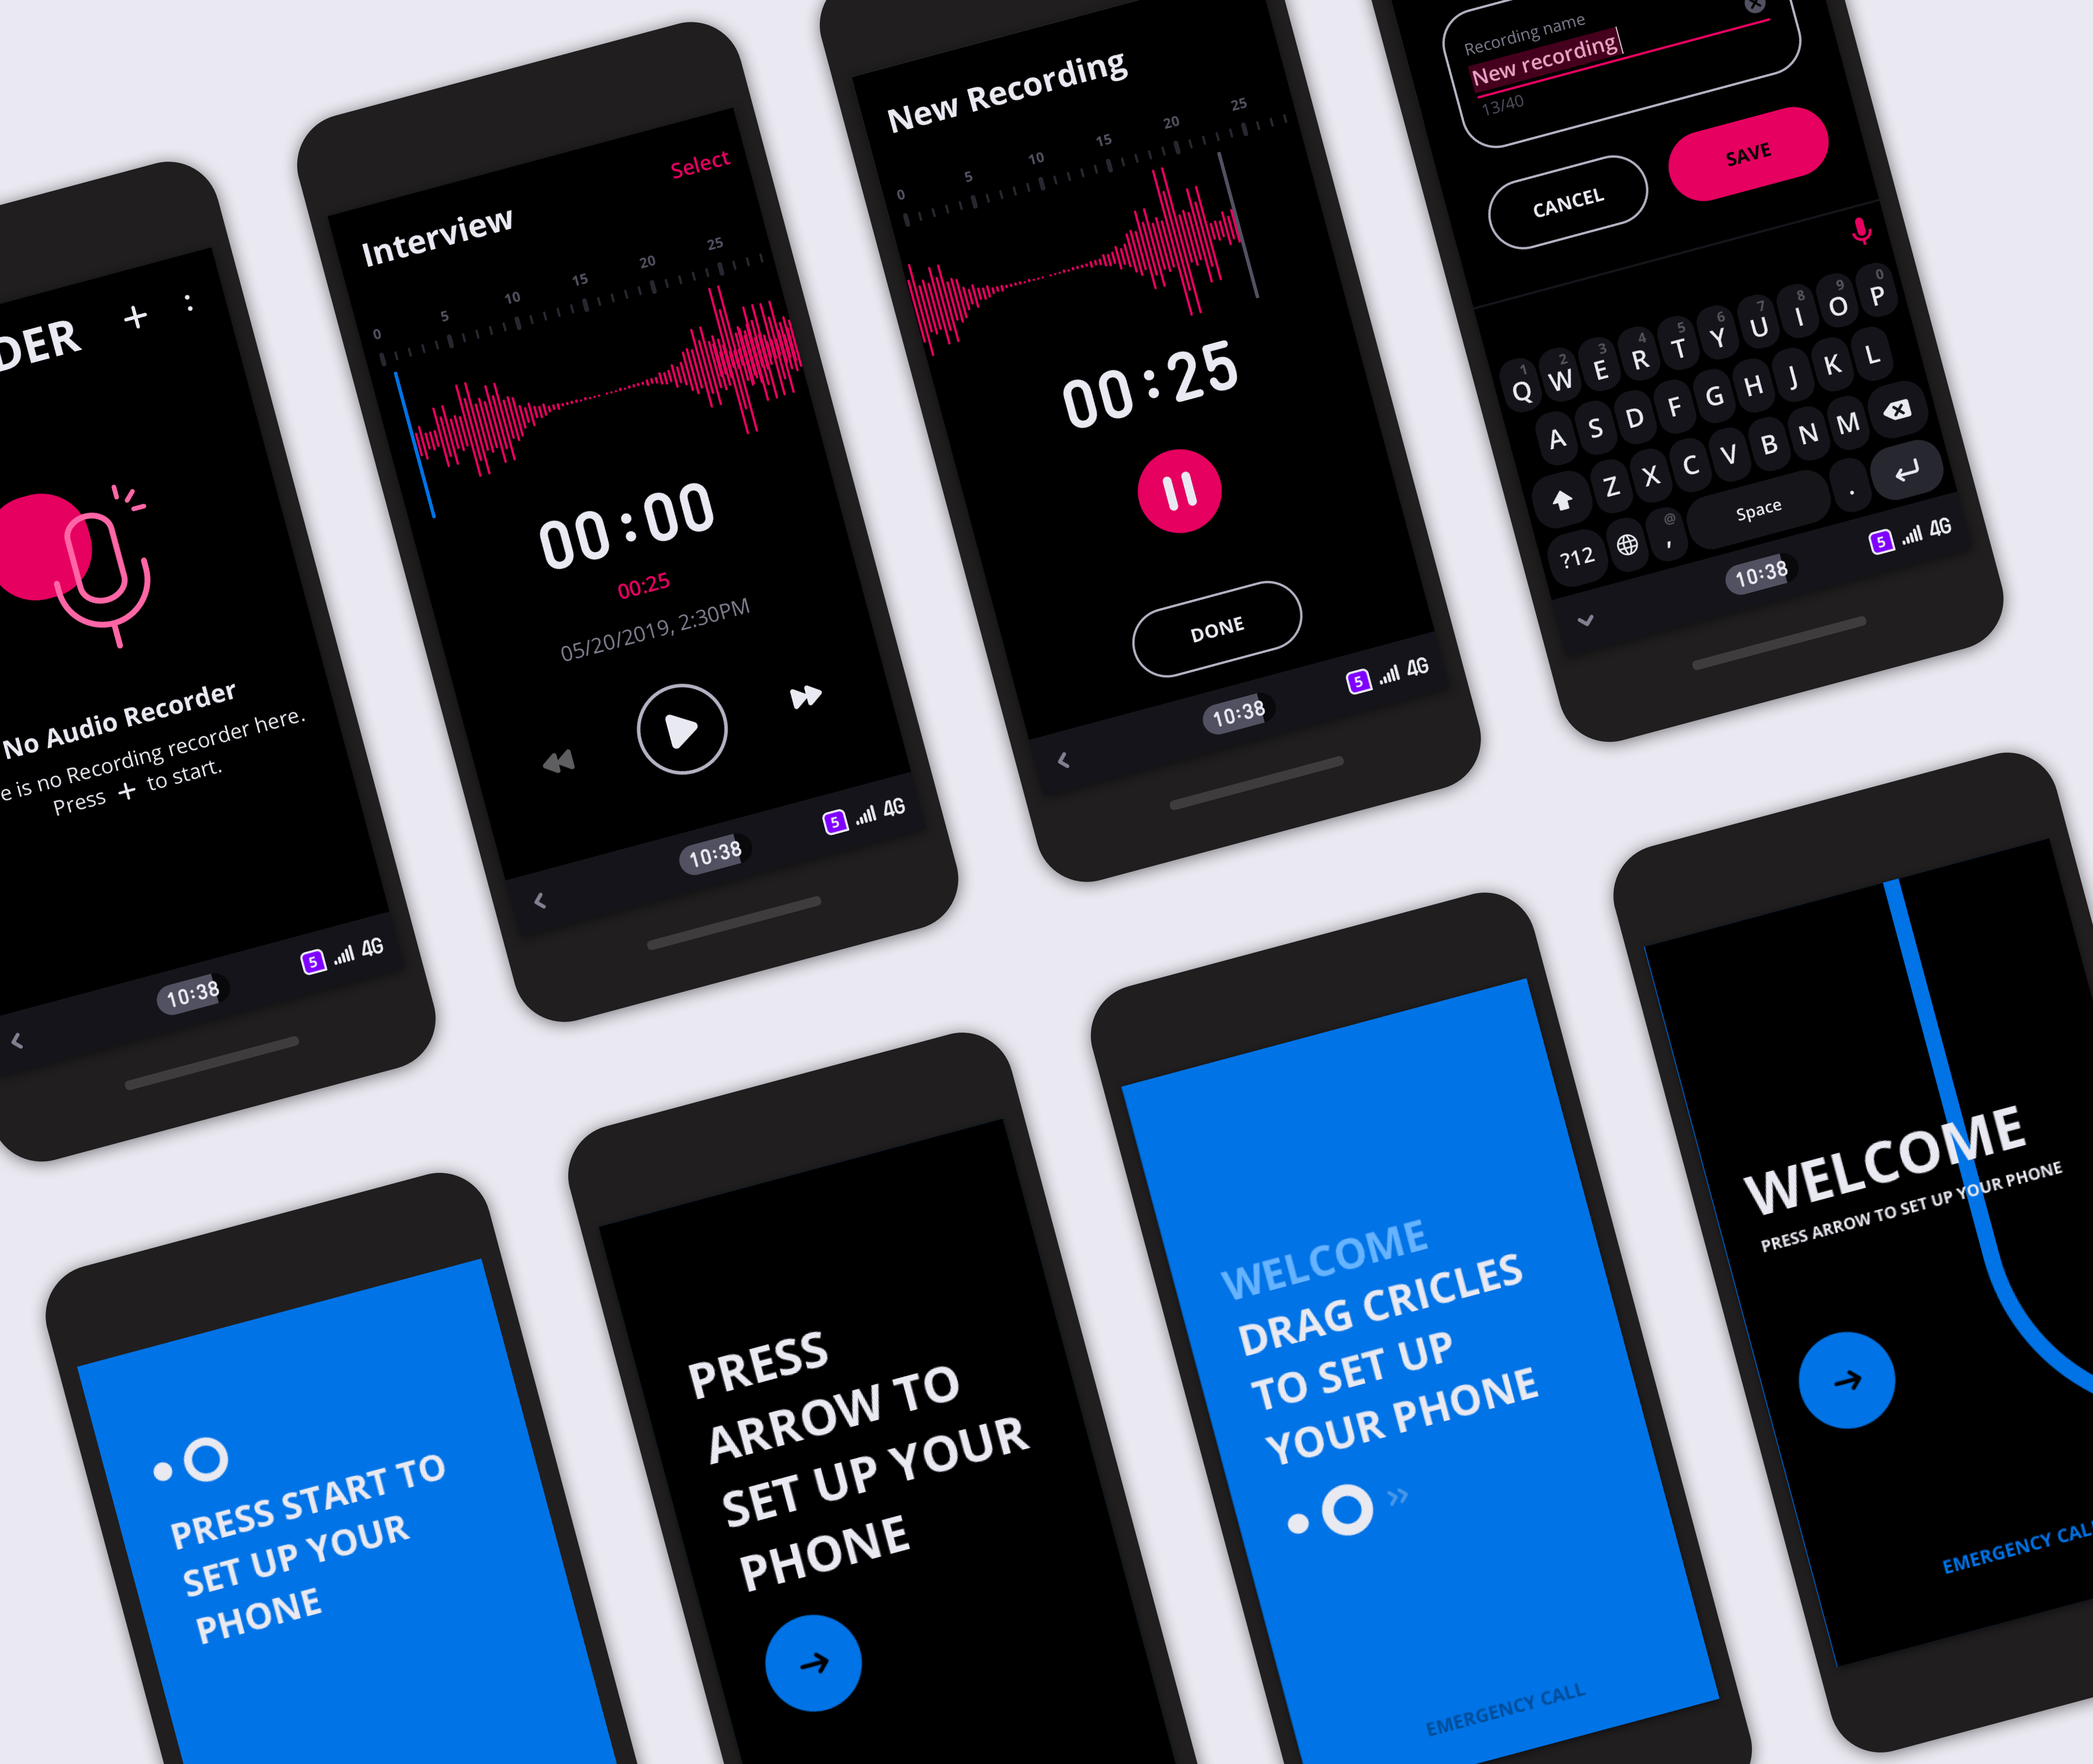 DER
No Audio Recorder
e is no Recording recorder here.
Press + to start.
10:38
5
4G
Select
Interview
0 5 10 15 20 25
00:00
00:25
05/20/2019, 2:30PM
10:38
5
4G
New Recording
0 5 10 15 20 25
00:25
DONE
10:38
5
4G
Recording name
New recording
13/40
CANCEL
SAVE
1 2 3 4 5 6 7 8 9 0
Q W E R T Y U I O P
A S D F G H J K L
Z X C V B N M
?12 @ , Space .
10:38
5
4G
PRESS START TO
SET UP YOUR
PHONE
PRESS
ARROW TO
SET UP YOUR
PHONE
WELCOME
DRAG CRICLES
TO SET UP
YOUR PHONE
EMERGENCY CALL
WELCOME
PRESS ARROW TO SET UP YOUR PHONE
EMERGENCY CAL